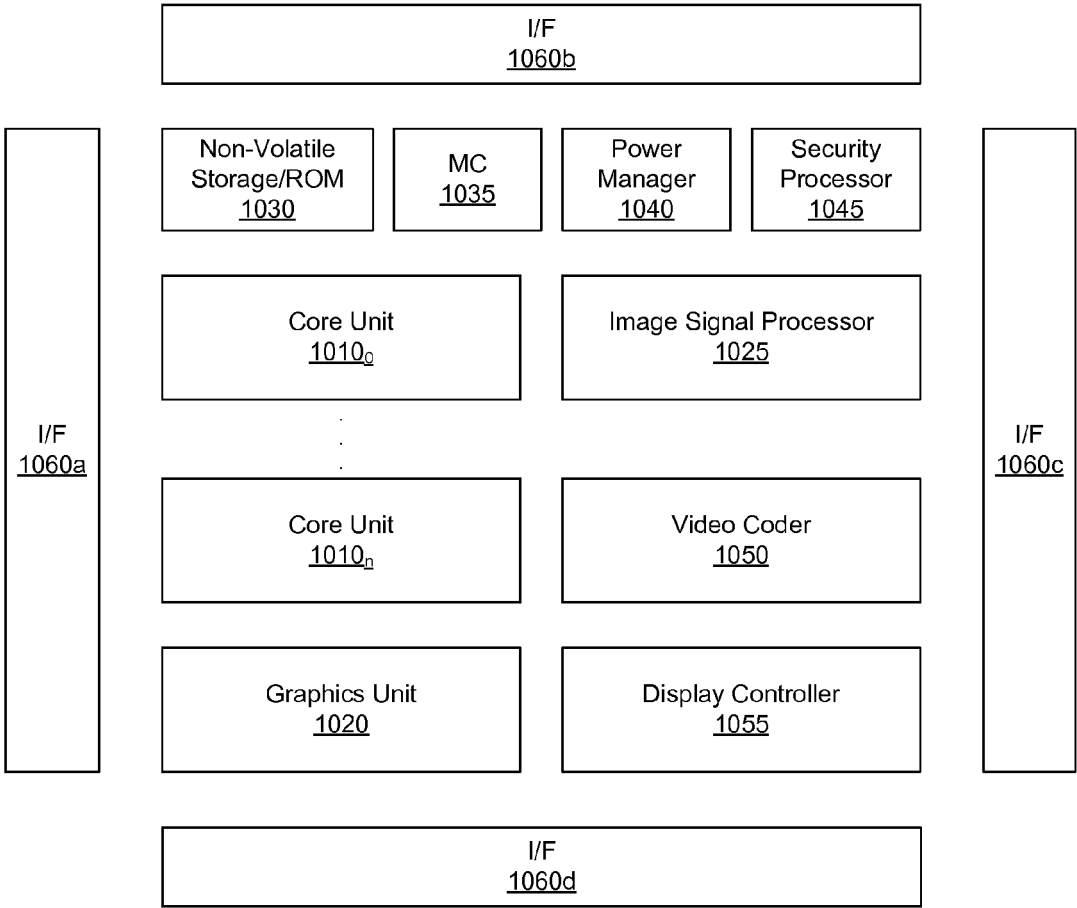 I/F
1060b
Non-Volatile
Storage/ROM
1030
MC
1035
Power
Manager
1040
Security
Processor
1045
Core Unit
1010₀
Image Signal Processor
1025
I/F
1060a
I/F
1060c
Core Unit
1010ₙ
Video Coder
1050
Graphics Unit
1020
Display Controller
1055
I/F
1060d